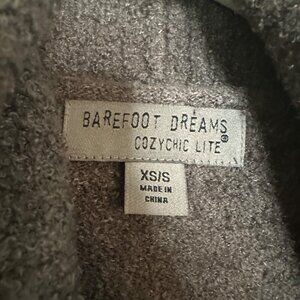 BAREFOOT DREAMS
COZYCHIC LITE®
XS/S
MADE IN
CHINA